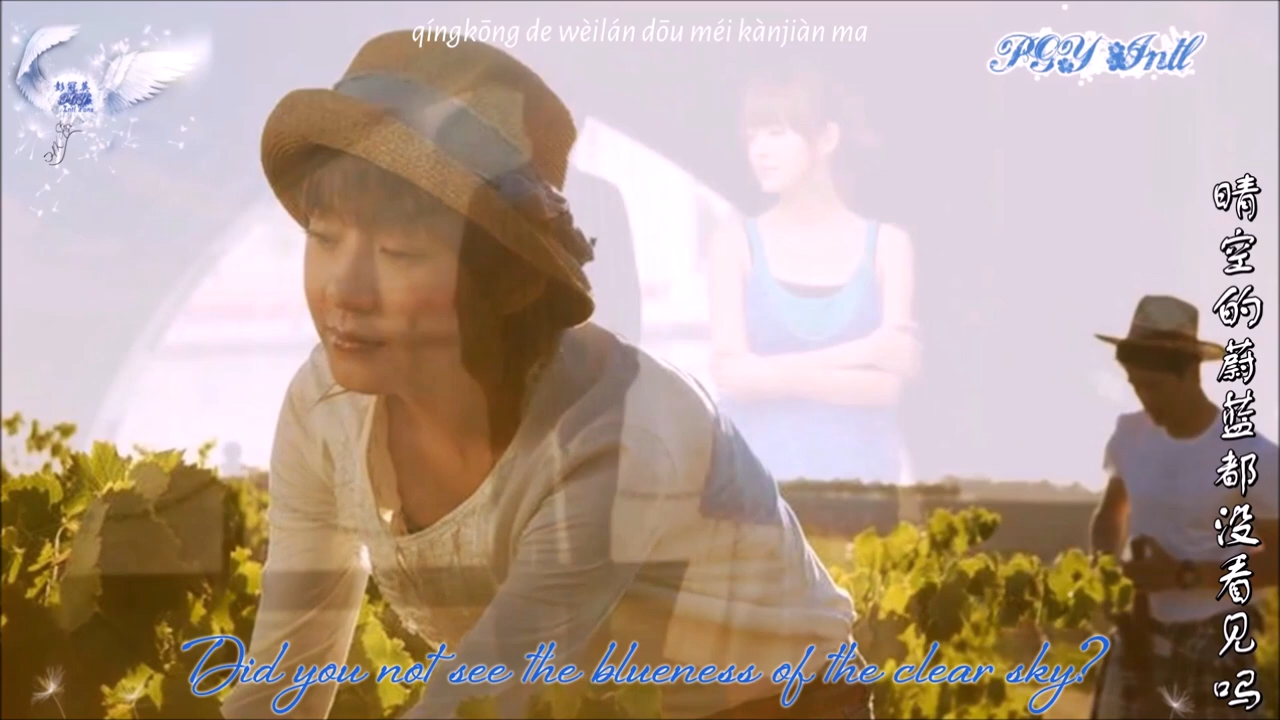 qíngkōng de wèilán dōu méi kànjiàn ma
PGY Intl
晴空的蔚蓝都没看见吗
Did you not see the blueness of the clear sky?